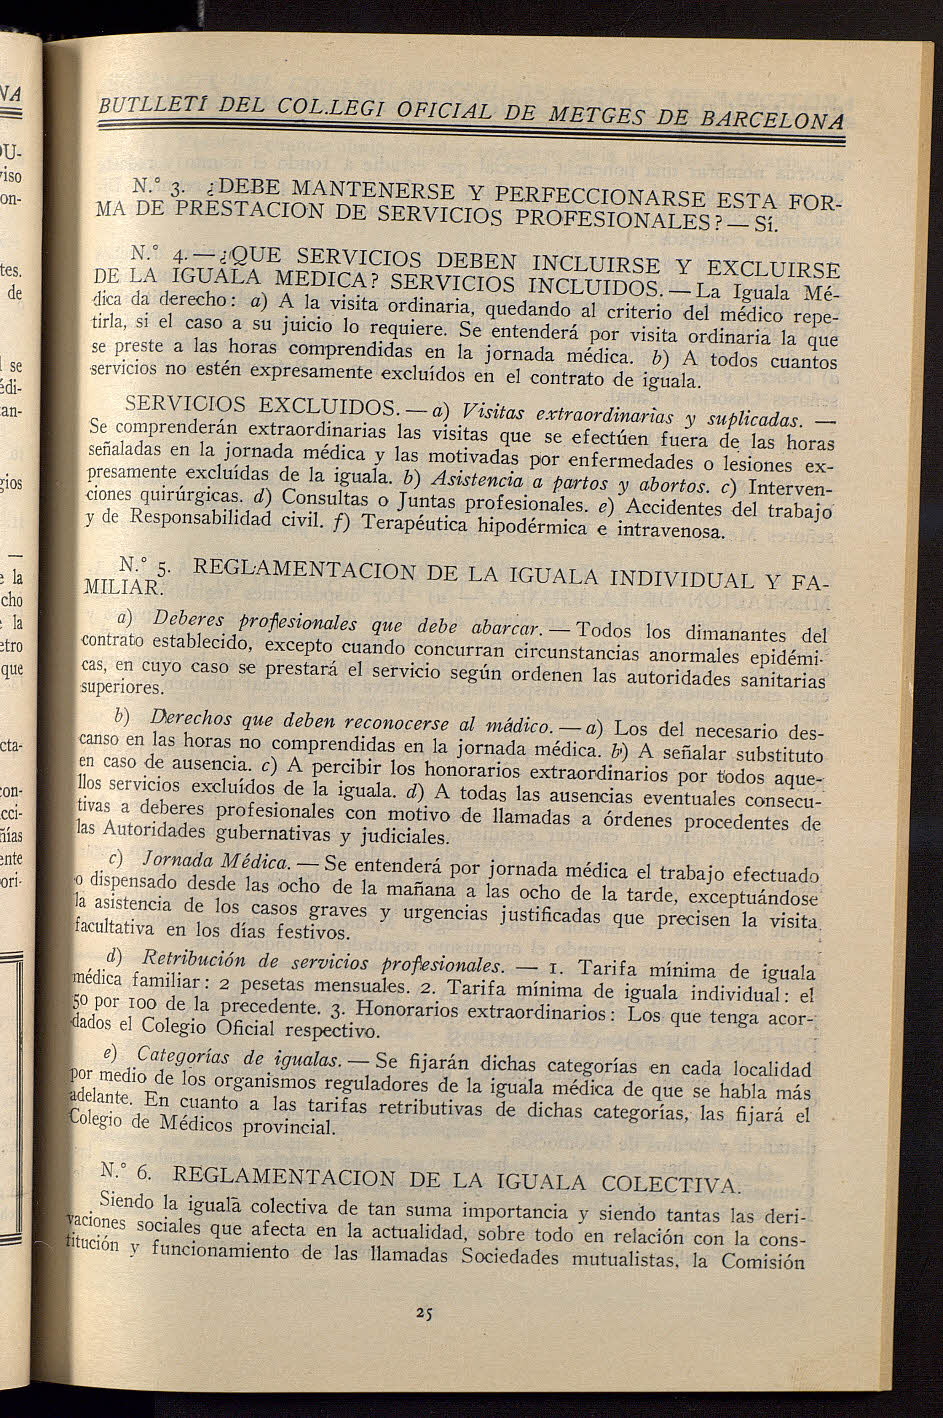 BUTLLETÍ DEL COL.LEGI OFICIAL DE METGES DE BARCELONA
N.º 3. ¿DEBE MANTENERSE Y PERFECCIONARSE ESTA FOR-
MA DE PRESTACION DE SERVICIOS PROFESIONALES? — Sí.
N.º 4. — ¿QUE SERVICIOS DEBEN INCLUIRSE Y EXCLUIRSE
DE LA IGUALA MEDICA? SERVICIOS INCLUIDOS. — La Iguala Mé-
dica da derecho: a) A la visita ordinaria, quedando al criterio del médico repe-
tirla, si el caso a su juicio lo requiere. Se entenderá por visita ordinaria la que
se preste a las horas comprendidas en la jornada médica. b) A todos cuantos
servicios no estén expresamente excluídos en el contrato de iguala.
SERVICIOS EXCLUIDOS. — a) Visitas extraordinarias y suplicadas. —
Se comprenderán extraordinarias las visitas que se efectúen fuera de las horas
señaladas en la jornada médica y las motivadas por enfermedades o lesiones ex-
presamente excluídas de la iguala. b) Asistencia a partos y abortos. c) Interven-
ciones quirúrgicas. d) Consultas o Juntas profesionales. e) Accidentes del trabajo
y de Responsabilidad civil. f) Terapéutica hipodérmica e intravenosa.
N.º 5. REGLAMENTACION DE LA IGUALA INDIVIDUAL Y FA-
MILIAR.
a) Deberes profesionales que debe abarcar. — Todos los dimanantes del
contrato establecido, excepto cuando concurran circunstancias anormales epidémi-
cas, en cuyo caso se prestará el servicio según ordenen las autoridades sanitarias
superiores.
b) Derechos que deben reconocerse al médico. — a) Los del necesario des-
canso en las horas no comprendidas en la jornada médica. b) A señalar substituto
en caso de ausencia. c) A percibir los honorarios extraordinarios por todos aque-
llos servicios excluídos de la iguala. d) A todas las ausencias eventuales consecu-
tivas a deberes profesionales con motivo de llamadas a órdenes procedentes de
las Autoridades gubernativas y judiciales.
c) Jornada Médica. — Se entenderá por jornada médica el trabajo efectuado
o dispensado desde las ocho de la mañana a las ocho de la tarde, exceptuándose
la asistencia de los casos graves y urgencias justificadas que precisen la visita
facultativa en los días festivos.
d) Retribución de servicios profesionales. — 1. Tarifa mínima de iguala
médica familiar: 2 pesetas mensuales. 2. Tarifa mínima de iguala individual: el
50 por 100 de la precedente. 3. Honorarios extraordinarios: Los que tenga acor-
dados el Colegio Oficial respectivo.
e) Categorías de igualas. — Se fijarán dichas categorías en cada localidad
por medio de los organismos reguladores de la iguala médica de que se habla más
adelante. En cuanto a las tarifas retributivas de dichas categorías, las fijará el
Colegio de Médicos provincial.
N.º 6. REGLAMENTACION DE LA IGUALA COLECTIVA.
Siendo la iguala colectiva de tan suma importancia y siendo tantas las deri-
vaciones sociales que afecta en la actualidad, sobre todo en relación con la cons-
titución y funcionamiento de las llamadas Sociedades mutualistas, la Comisión
25